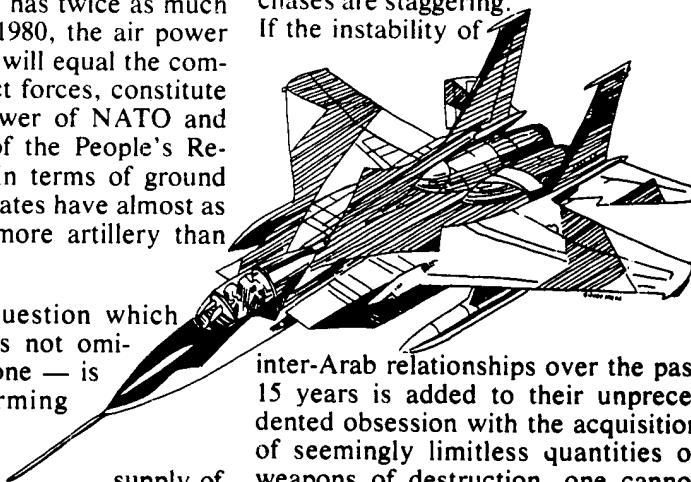 has twice as much
1980, the air power
will equal the com-
ct forces, constitute
wer of NATO and
of the People's Re-
In terms of ground
ates have almost as
more artillery than
uestion which
s not omi-
one — is
rming
supply of
chases are staggering.
If the instability of
inter-Arab relationships over the pas
15 years is added to their unprece
dented obsession with the acquisition
of seemingly limitless quantities o
weapons of destruction, one canno